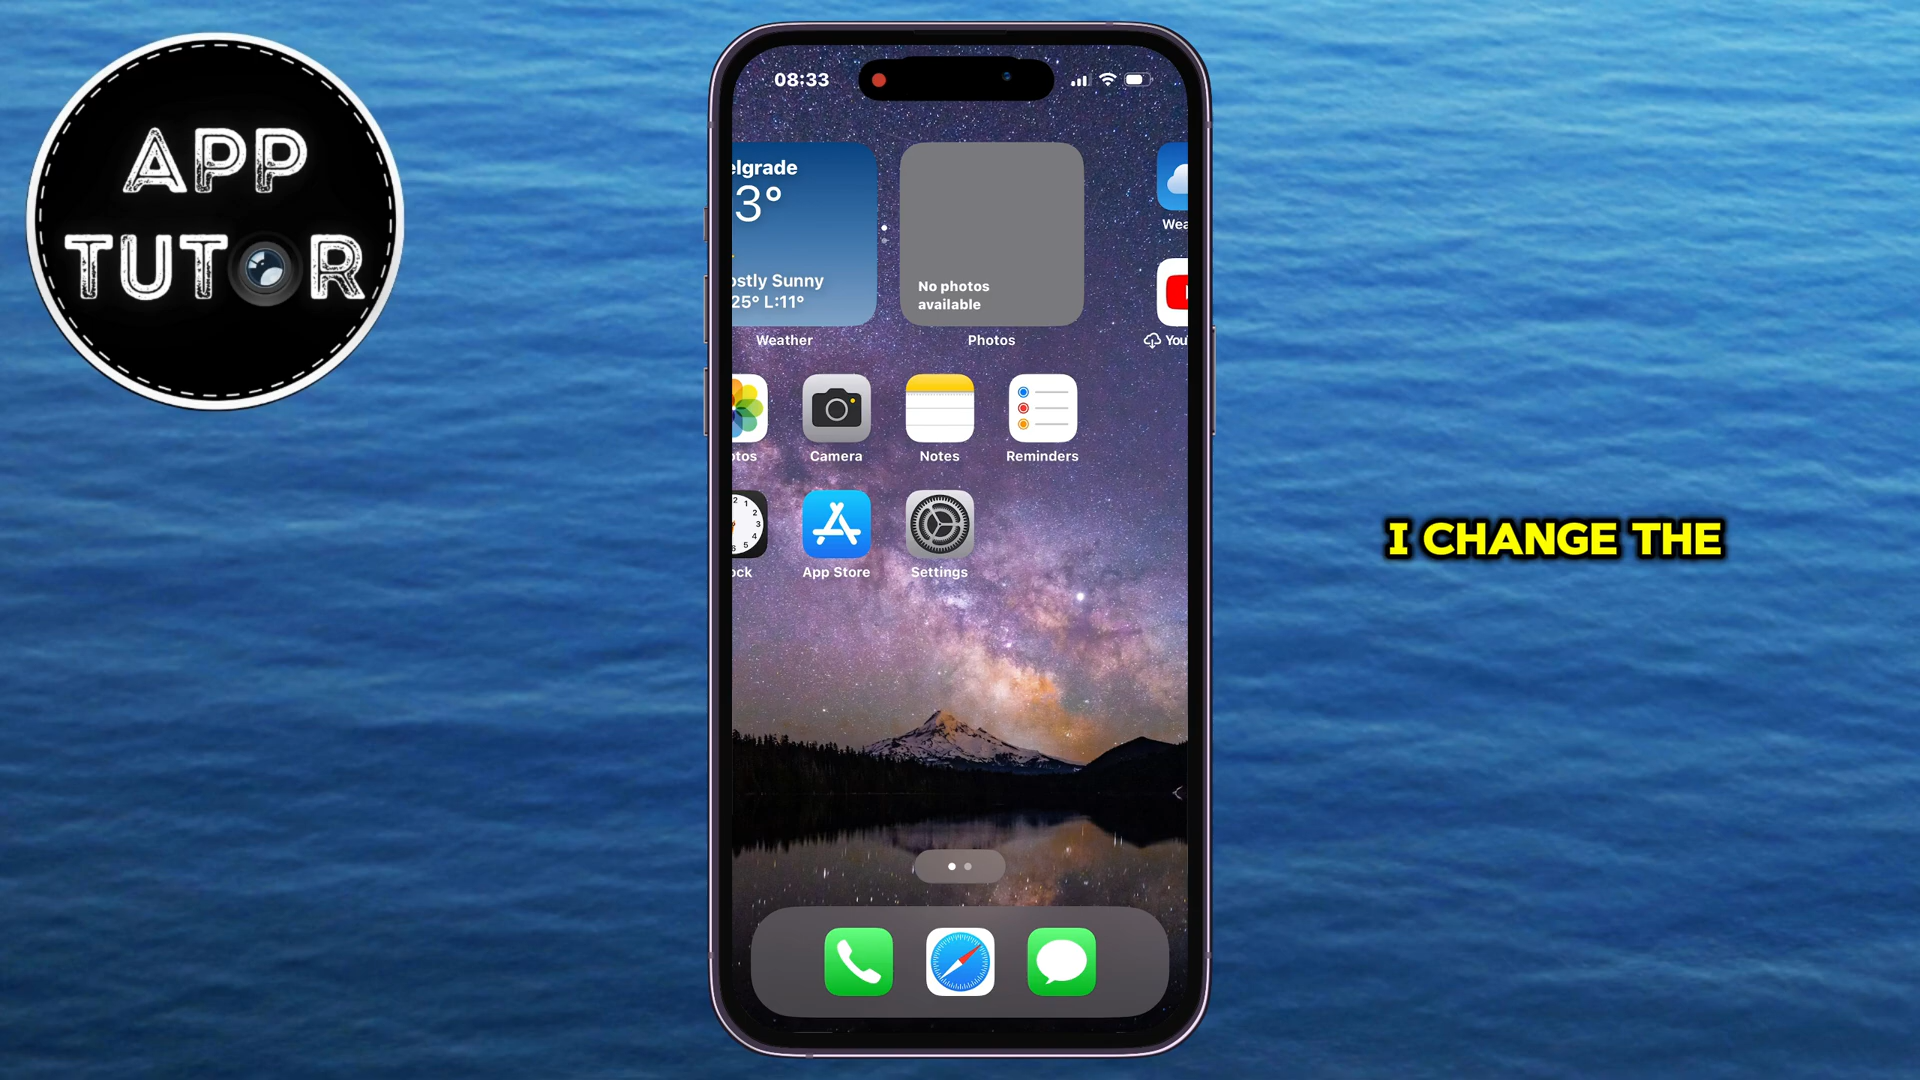 APP
TUTOR
08:33
elgrade
3°
ostly Sunny
25° L:11°
Weather
No photos
available
Photos
Wea
You
otos
Camera
Notes
Reminders
ock
App Store
Settings
I CHANGE THE